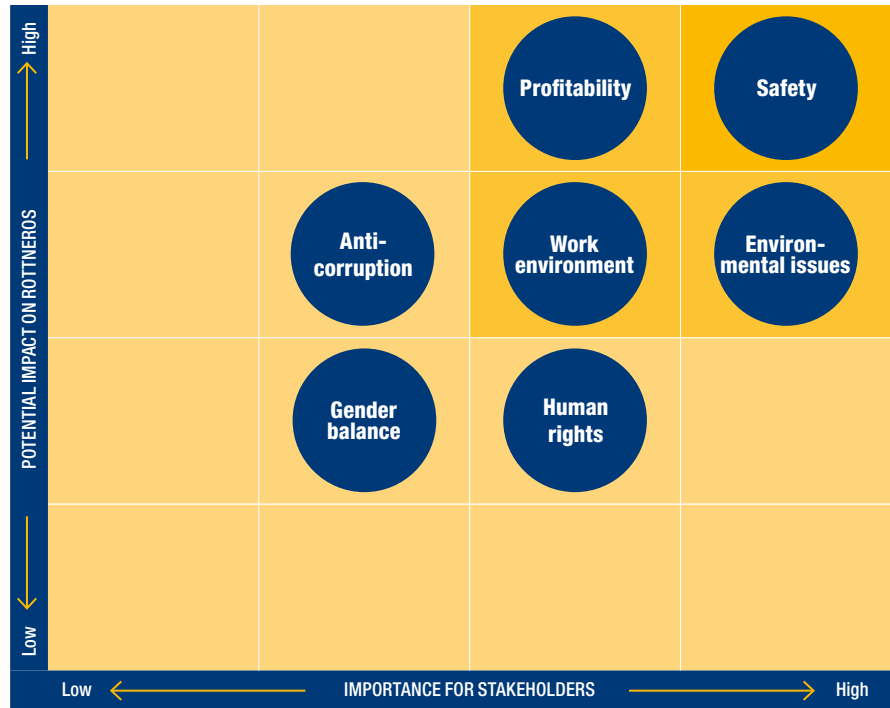 High
POTENTIAL IMPACT ON ROTTNEROS
Low
Profitability
Safety
Anti-
corruption
Work
environment
Environ-
mental issues
Gender
balance
Human
rights
Low
IMPORTANCE FOR STAKEHOLDERS
High